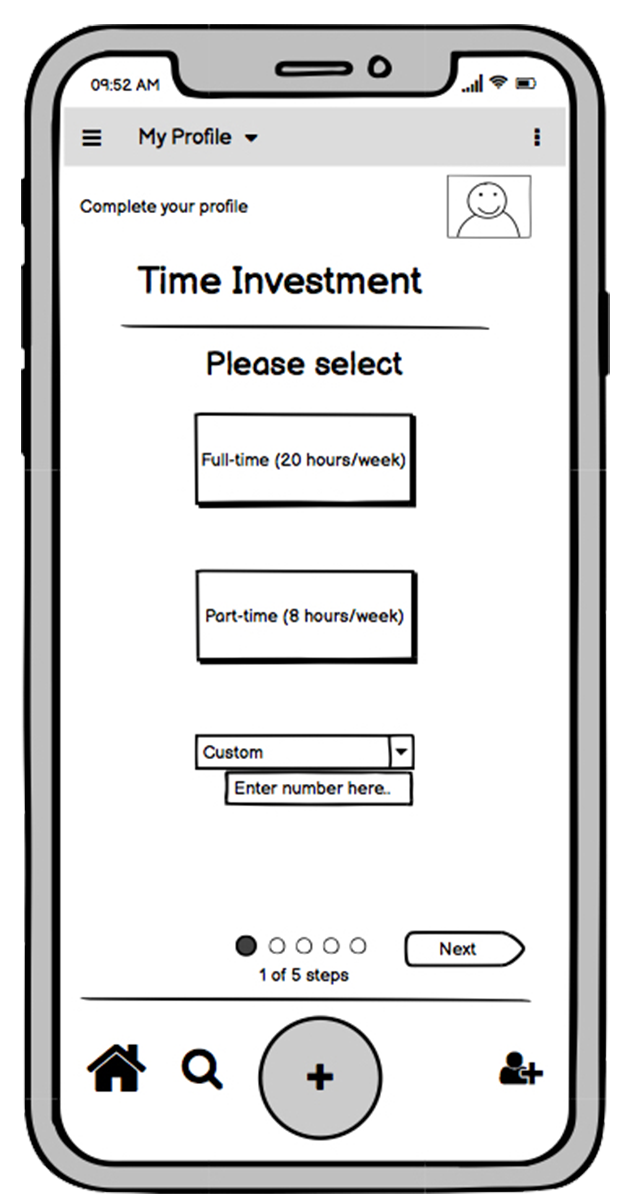 09:52 AM
My Profile
Complete your profile
Time Investment
Please select
Full-time (20 hours/week)
Part-time (8 hours/week)
Custom
Enter number here..
Next
1 of 5 steps